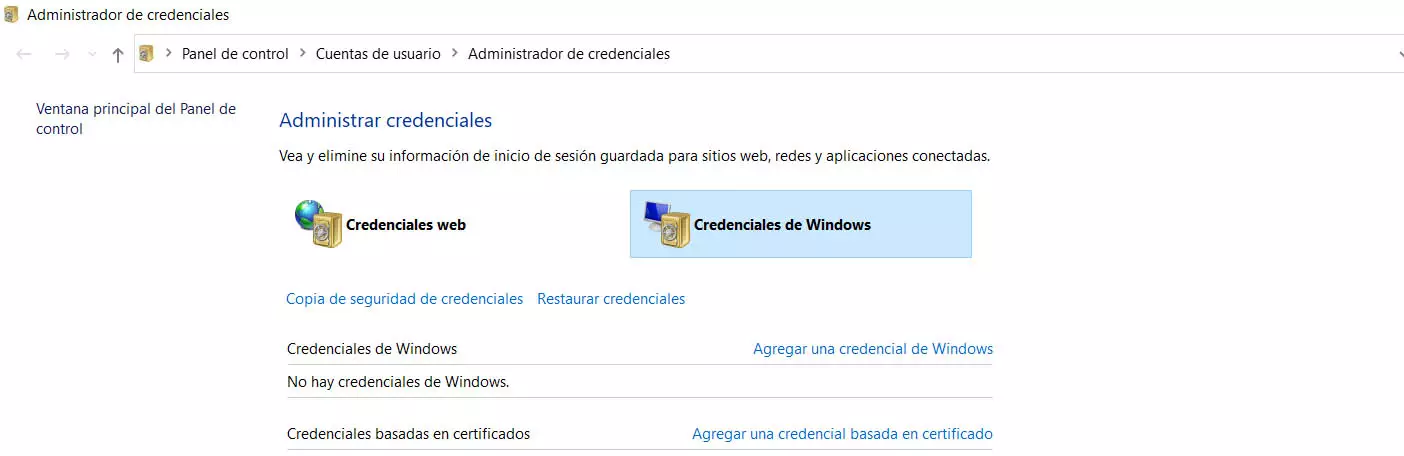 Administrador de credenciales
Panel de control > Cuentas de usuario > Administrador de credenciales
Ventana principal del Panel de
control
Administrar credenciales
Vea y elimine su información de inicio de sesión guardada para sitios web, redes y aplicaciones conectadas.
Credenciales web Credenciales de Windows
Copia de seguridad de credenciales Restaurar credenciales
Credenciales de Windows Agregar una credencial de Windows
No hay credenciales de Windows.
Credenciales basadas en certificados Agregar una credencial basada en certificado